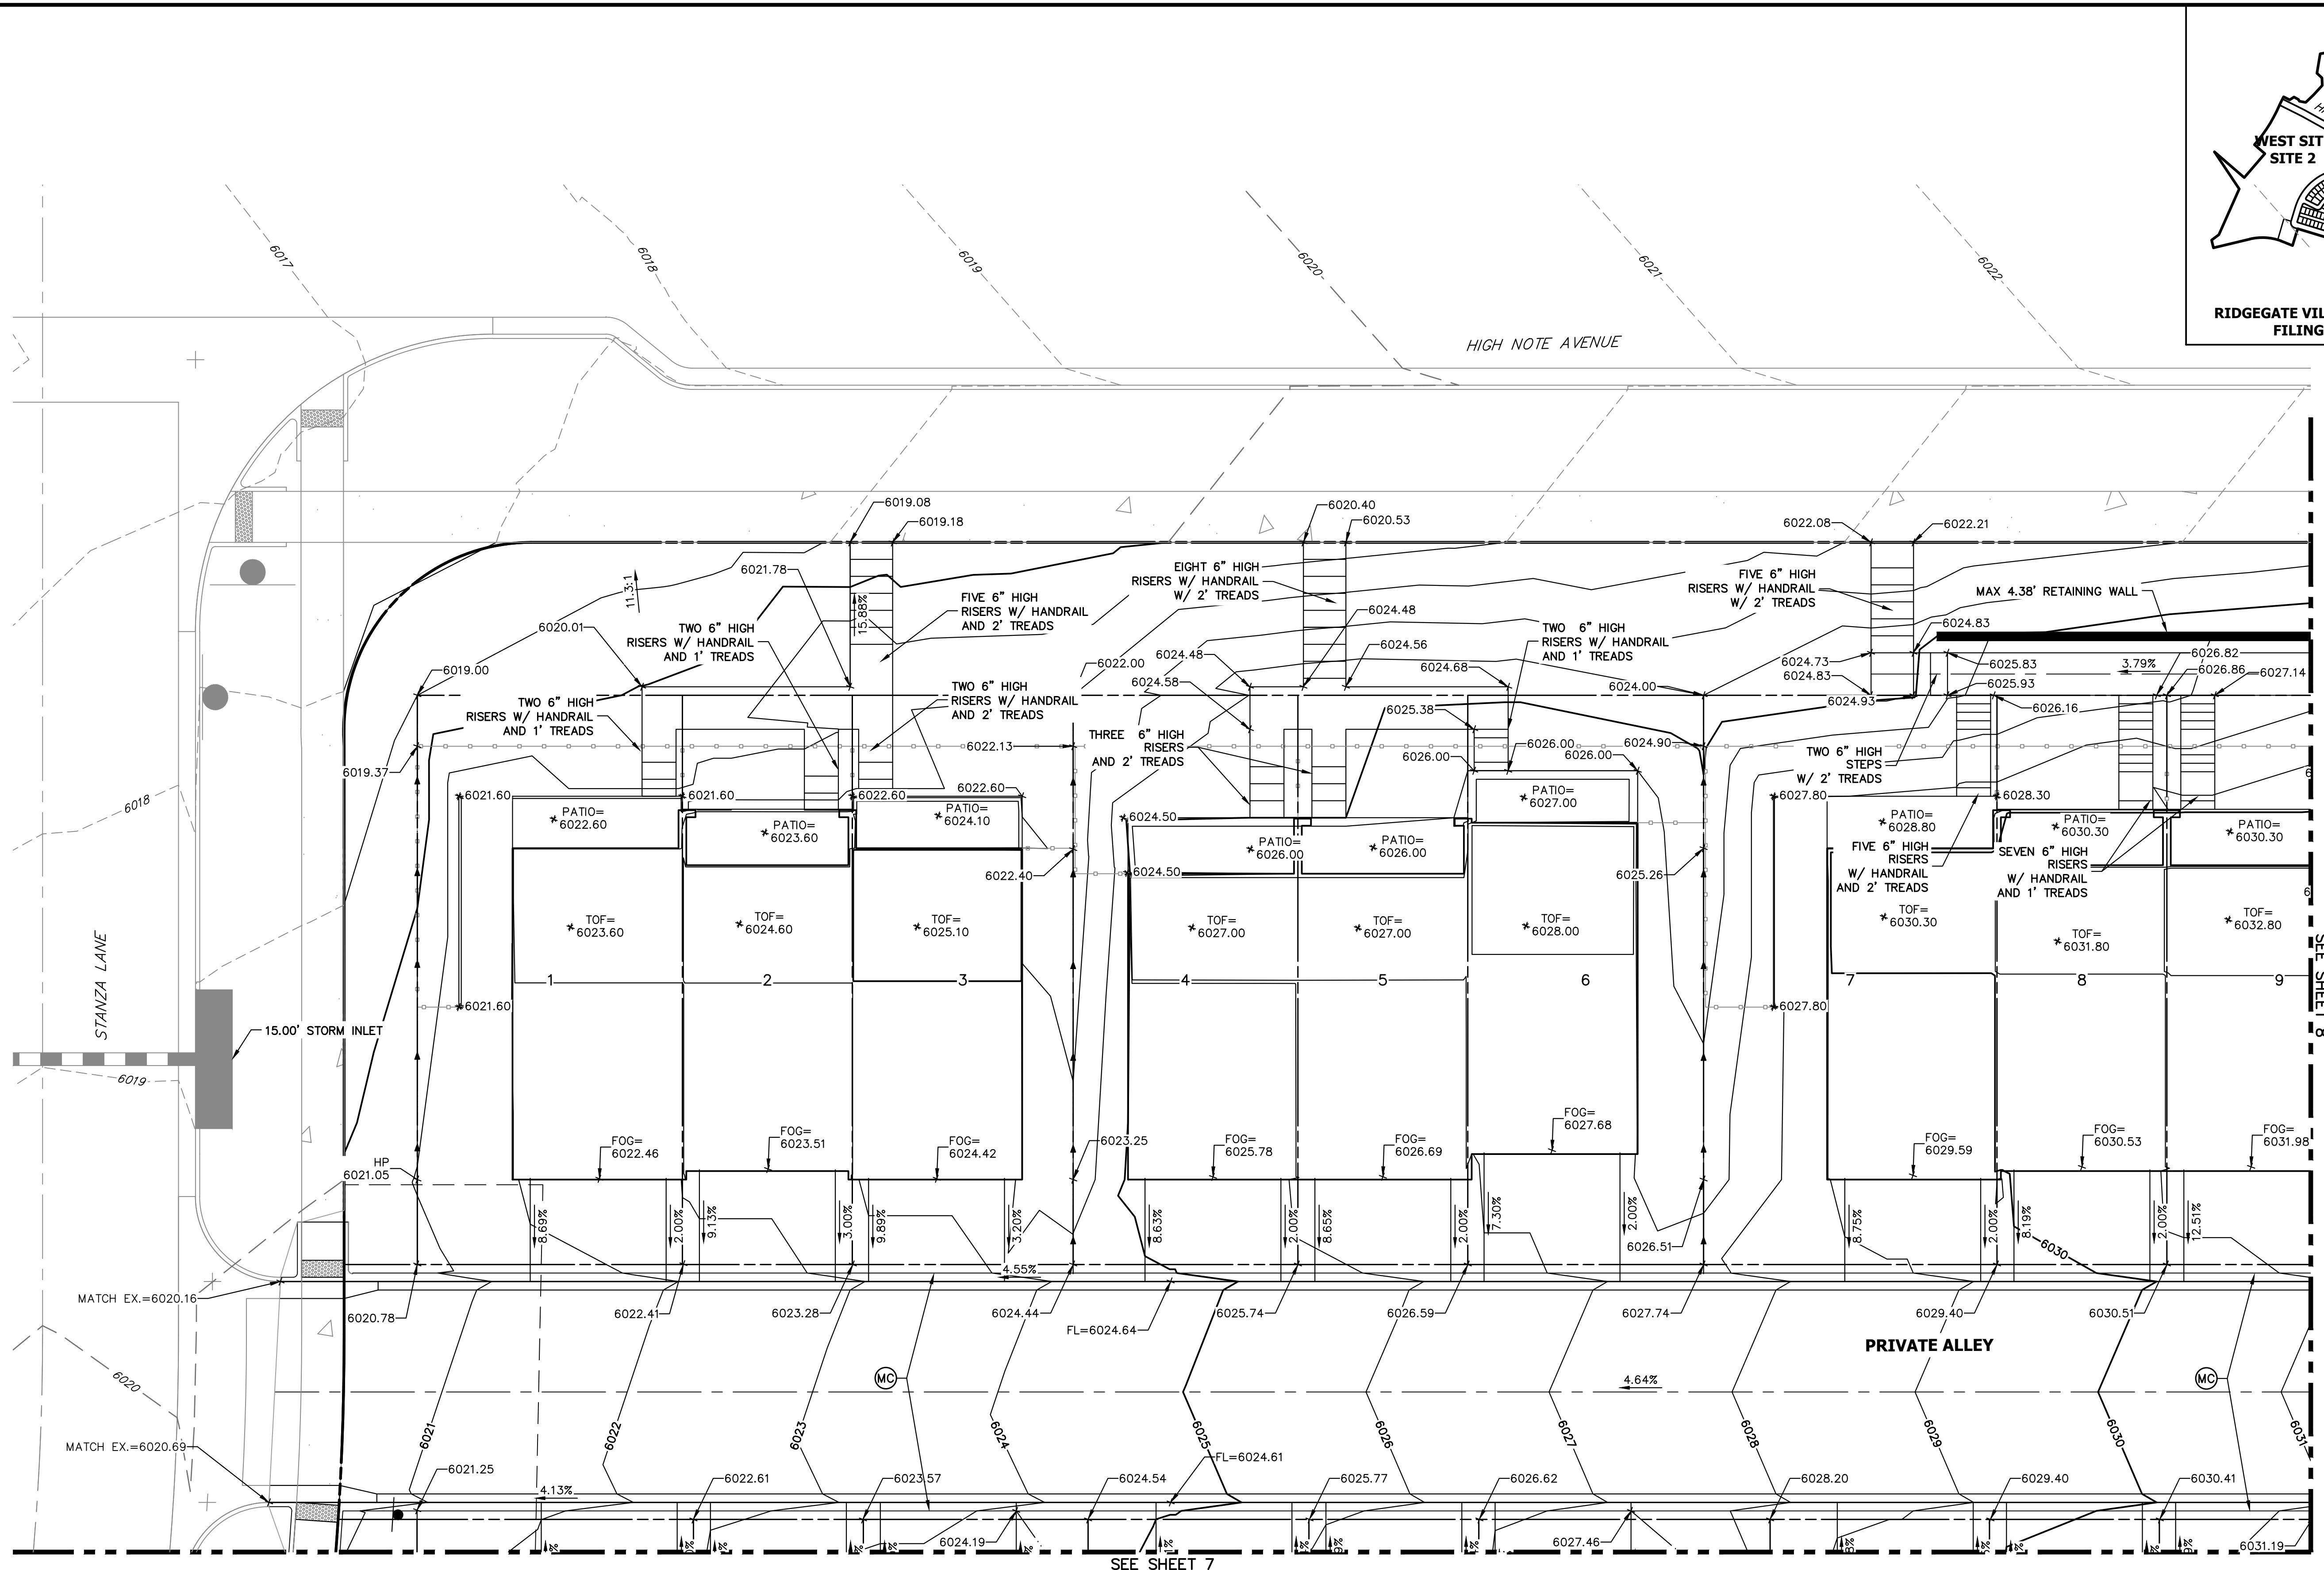 WEST SIT
SITE 2
RIDGEGATE VIL
FILING
6017
6018
6019
6020
6021
6022
HIGH NOTE AVENUE
6019.08
6019.18
6020.40
6020.53
6022.08
6022.21
11.3:1
6021.78
15.88%
FIVE 6" HIGH
RISERS W/ HANDRAIL
AND 2' TREADS
EIGHT 6" HIGH
RISERS W/ HANDRAIL
W/ 2' TREADS
FIVE 6" HIGH
RISERS W/ HANDRAIL
W/ 2' TREADS
MAX 4.38' RETAINING WALL
6020.01
TWO 6" HIGH
RISERS W/ HANDRAIL
AND 1' TREADS
6024.48
TWO 6" HIGH
RISERS W/ HANDRAIL
AND 1' TREADS
6024.83
6019.00
6022.00
6024.48
6024.56
6024.58
6024.68
6024.00
6024.73
6024.83
6024.93
6025.83
6025.93
3.79%
6026.82
6026.86
6027.14
TWO 6" HIGH
RISERS W/ HANDRAIL
AND 1' TREADS
TWO 6" HIGH
RISERS W/ HANDRAIL
AND 2' TREADS
6025.38
6026.16
6019.37
6022.13
THREE 6" HIGH
RISERS
AND 2' TREADS
6026.00
6026.00
6026.00
6024.90
TWO 6" HIGH
STEPS
W/ 2' TREADS
6
6021.60
6021.60
6022.60
6022.60
6027.80
6028.30
PATIO=
6022.60
PATIO=
6023.60
PATIO=
6024.10
6024.50
PATIO=
6026.00
PATIO=
6026.00
PATIO=
6027.00
PATIO=
6028.80
PATIO=
6030.30
PATIO=
6030.30
6022.40
6024.50
6025.26
FIVE 6" HIGH
RISERS
W/ HANDRAIL
AND 2' TREADS
SEVEN 6" HIGH
RISERS
W/ HANDRAIL
AND 1' TREADS
6
TOF=
6023.60
TOF=
6024.60
TOF=
6025.10
TOF=
6027.00
TOF=
6027.00
TOF=
6028.00
TOF=
6030.30
TOF=
6031.80
TOF=
6032.80
1
2
3
4
5
6
7
8
9
SEE SHEET 8
6018
STANZA LANE
6021.60
6027.80
15.00' STORM INLET
6019
FOG=
6022.46
FOG=
6023.51
FOG=
6024.42
6023.25
FOG=
6025.78
FOG=
6026.69
FOG=
6027.68
FOG=
6029.59
FOG=
6030.53
FOG=
6031.98
HP
6021.05
8.69%
2.00%
9.13%
3.00%
9.89%
3.20%
8.63%
2.00%
8.65%
2.00%
7.30%
2.00%
8.75%
2.00%
8.19%
6030
2.00%
12.51%
6026.51
4.55%
MATCH EX.=6020.16
6020.78
6022.41
6023.28
6024.44
FL=6024.64
6025.74
6026.59
6027.74
6029.40
6030.51
PRIVATE ALLEY
MC
4.64%
MC
6020
6021
6022
6023
6024
6025
6026
6027
6028
6029
6030
6031
MATCH EX.=6020.69
6021.25
4.13%
6022.61
6023.57
6024.54
FL=6024.61
6025.77
6026.62
6028.20
6029.40
6030.41
6024.19
6027.46
6031.19
SEE SHEET 7